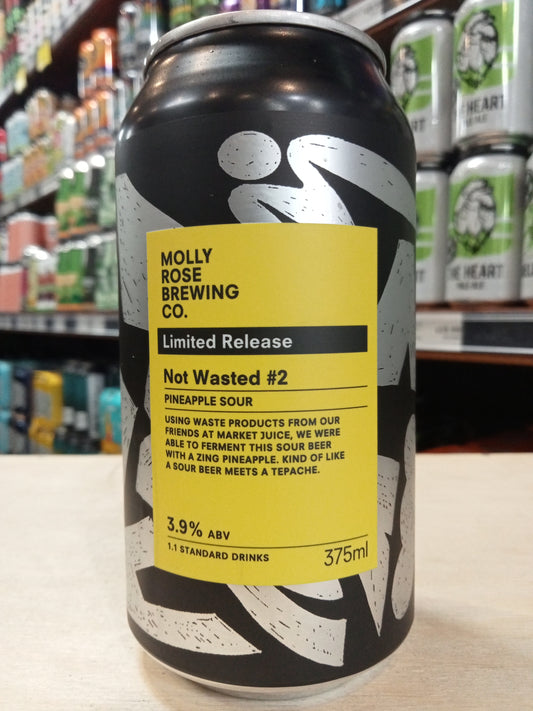 MOLLY
ROSE
BREWING
CO.
Limited Release
Not Wasted #2
PINEAPPLE SOUR
USING WASTE PRODUCTS FROM OUR
FRIENDS AT MARKET JUICE, WE WERE
ABLE TO FERMENT THIS SOUR BEER
WITH A ZING PINEAPPLE. KIND OF LIKE
A SOUR BEER MEETS A TEPACHE.
3.9% ABV
1.1 STANDARD DRINKS
375ml
HEART
HEART